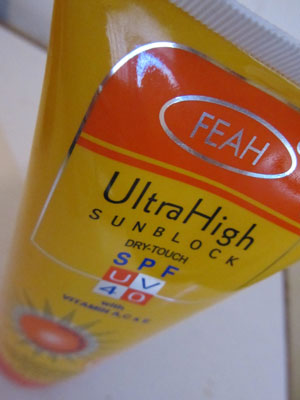 FEAH
UltraHigh
SUNBLOCK
DRY-TOUCH
SPF
UV
40
with
VITAMIN A,C & E